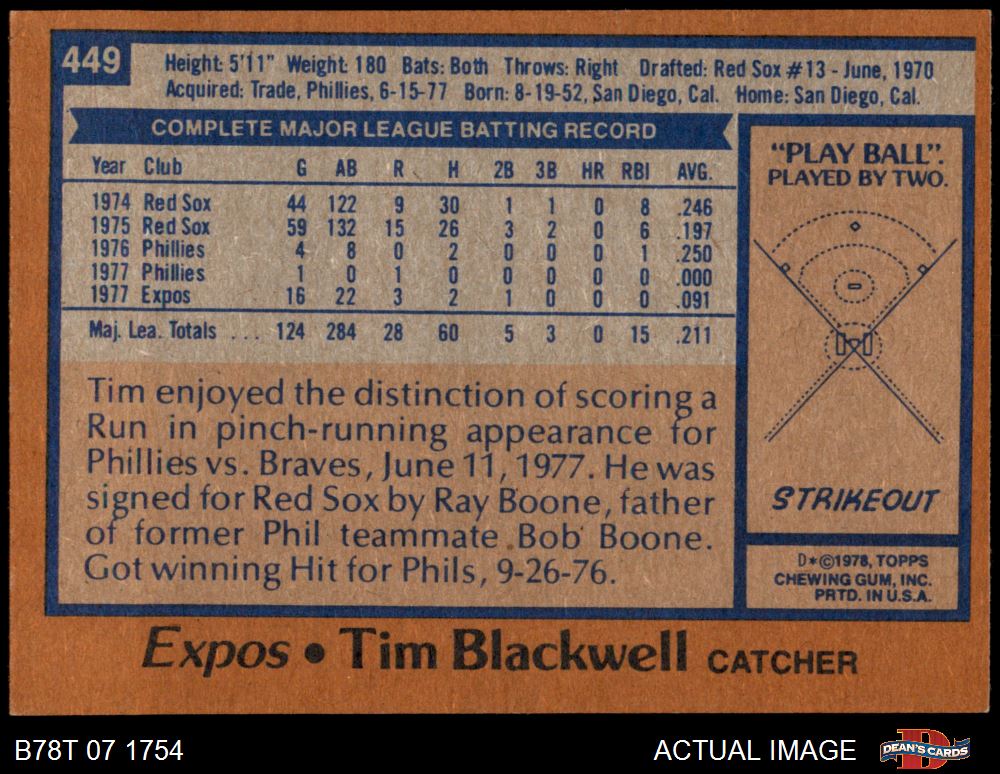 449
Height: 5'11" Weight: 180 Bats: Both Throws: Right Drafted: Red Sox #13 - June, 1970
Acquired: Trade, Phillies, 6-15-77 Born: 8-19-52, San Diego, Cal. Home: San Diego, Cal.
COMPLETE MAJOR LEAGUE BATTING RECORD
Year Club G AB R H 2B 3B HR RBI AVG.
1974 Red Sox 44 122 9 30 1 1 0 8 .246
1975 Red Sox 59 132 15 26 3 2 0 6 .197
1976 Phillies 4 8 0 2 0 0 0 1 .250
1977 Phillies 1 0 1 0 0 0 0 0 .000
1977 Expos 16 22 3 2 1 0 0 0 .091
Maj. Lea. Totals ... 124 284 28 60 5 3 0 15 .211
Tim enjoyed the distinction of scoring a
Run in pinch-running appearance for
Phillies vs. Braves, June 11, 1977. He was
signed for Red Sox by Ray Boone, father
of former Phil teammate Bob Boone.
Got winning Hit for Phils, 9-26-76.
"PLAY BALL".
PLAYED BY TWO.
STRIKEOUT
D*©1978, TOPPS
CHEWING GUM, INC.
PRTD. IN U.S.A.
Expos • Tim Blackwell CATCHER
B78T 07 1754
ACTUAL IMAGE
DEAN'S CARDS